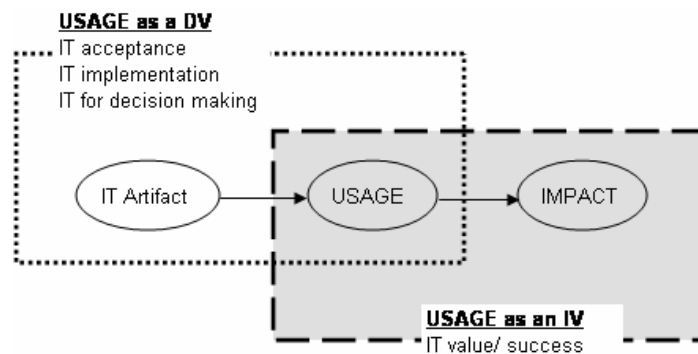 USAGE as a DV
IT acceptance
IT implementation
IT for decision making
IT Artifact
USAGE
IMPACT
USAGE as an IV
IT value/ success